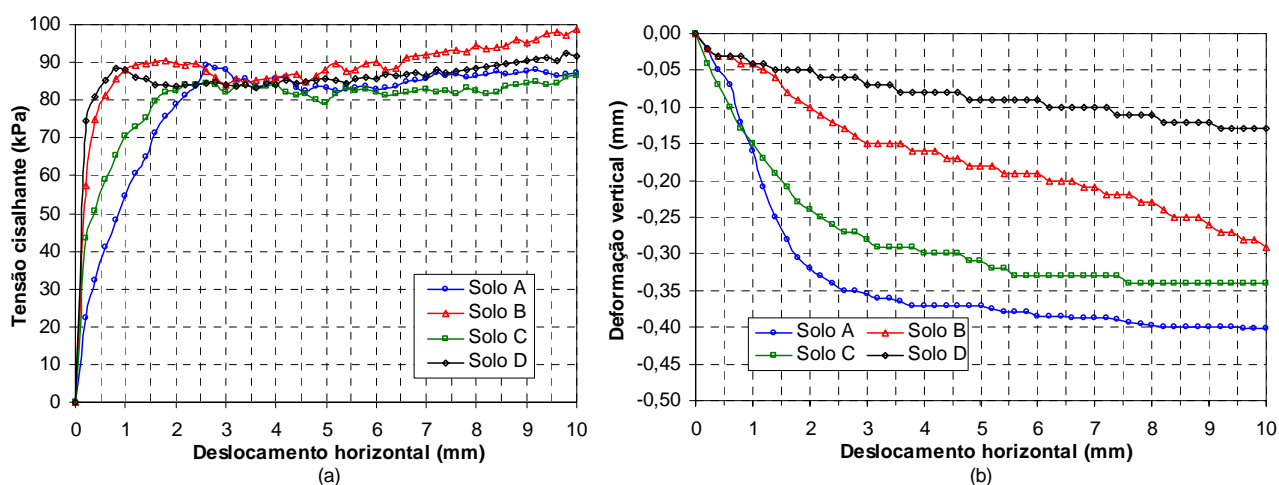 100
90
80
70
60
50
40
30
20
10
0
Tensão cisalhante (kPa)
Solo A
Solo B
Solo C
Solo D
0 1 2 3 4 5 6 7 8 9 10
Deslocamento horizontal (mm)
(a)
0,00
-0,05
-0,10
-0,15
-0,20
-0,25
-0,30
-0,35
-0,40
-0,45
-0,50
Deformação vertical (mm)
Solo A Solo B
Solo C Solo D
0 1 2 3 4 5 6 7 8 9 10
Deslocamento horizontal (mm)
(b)